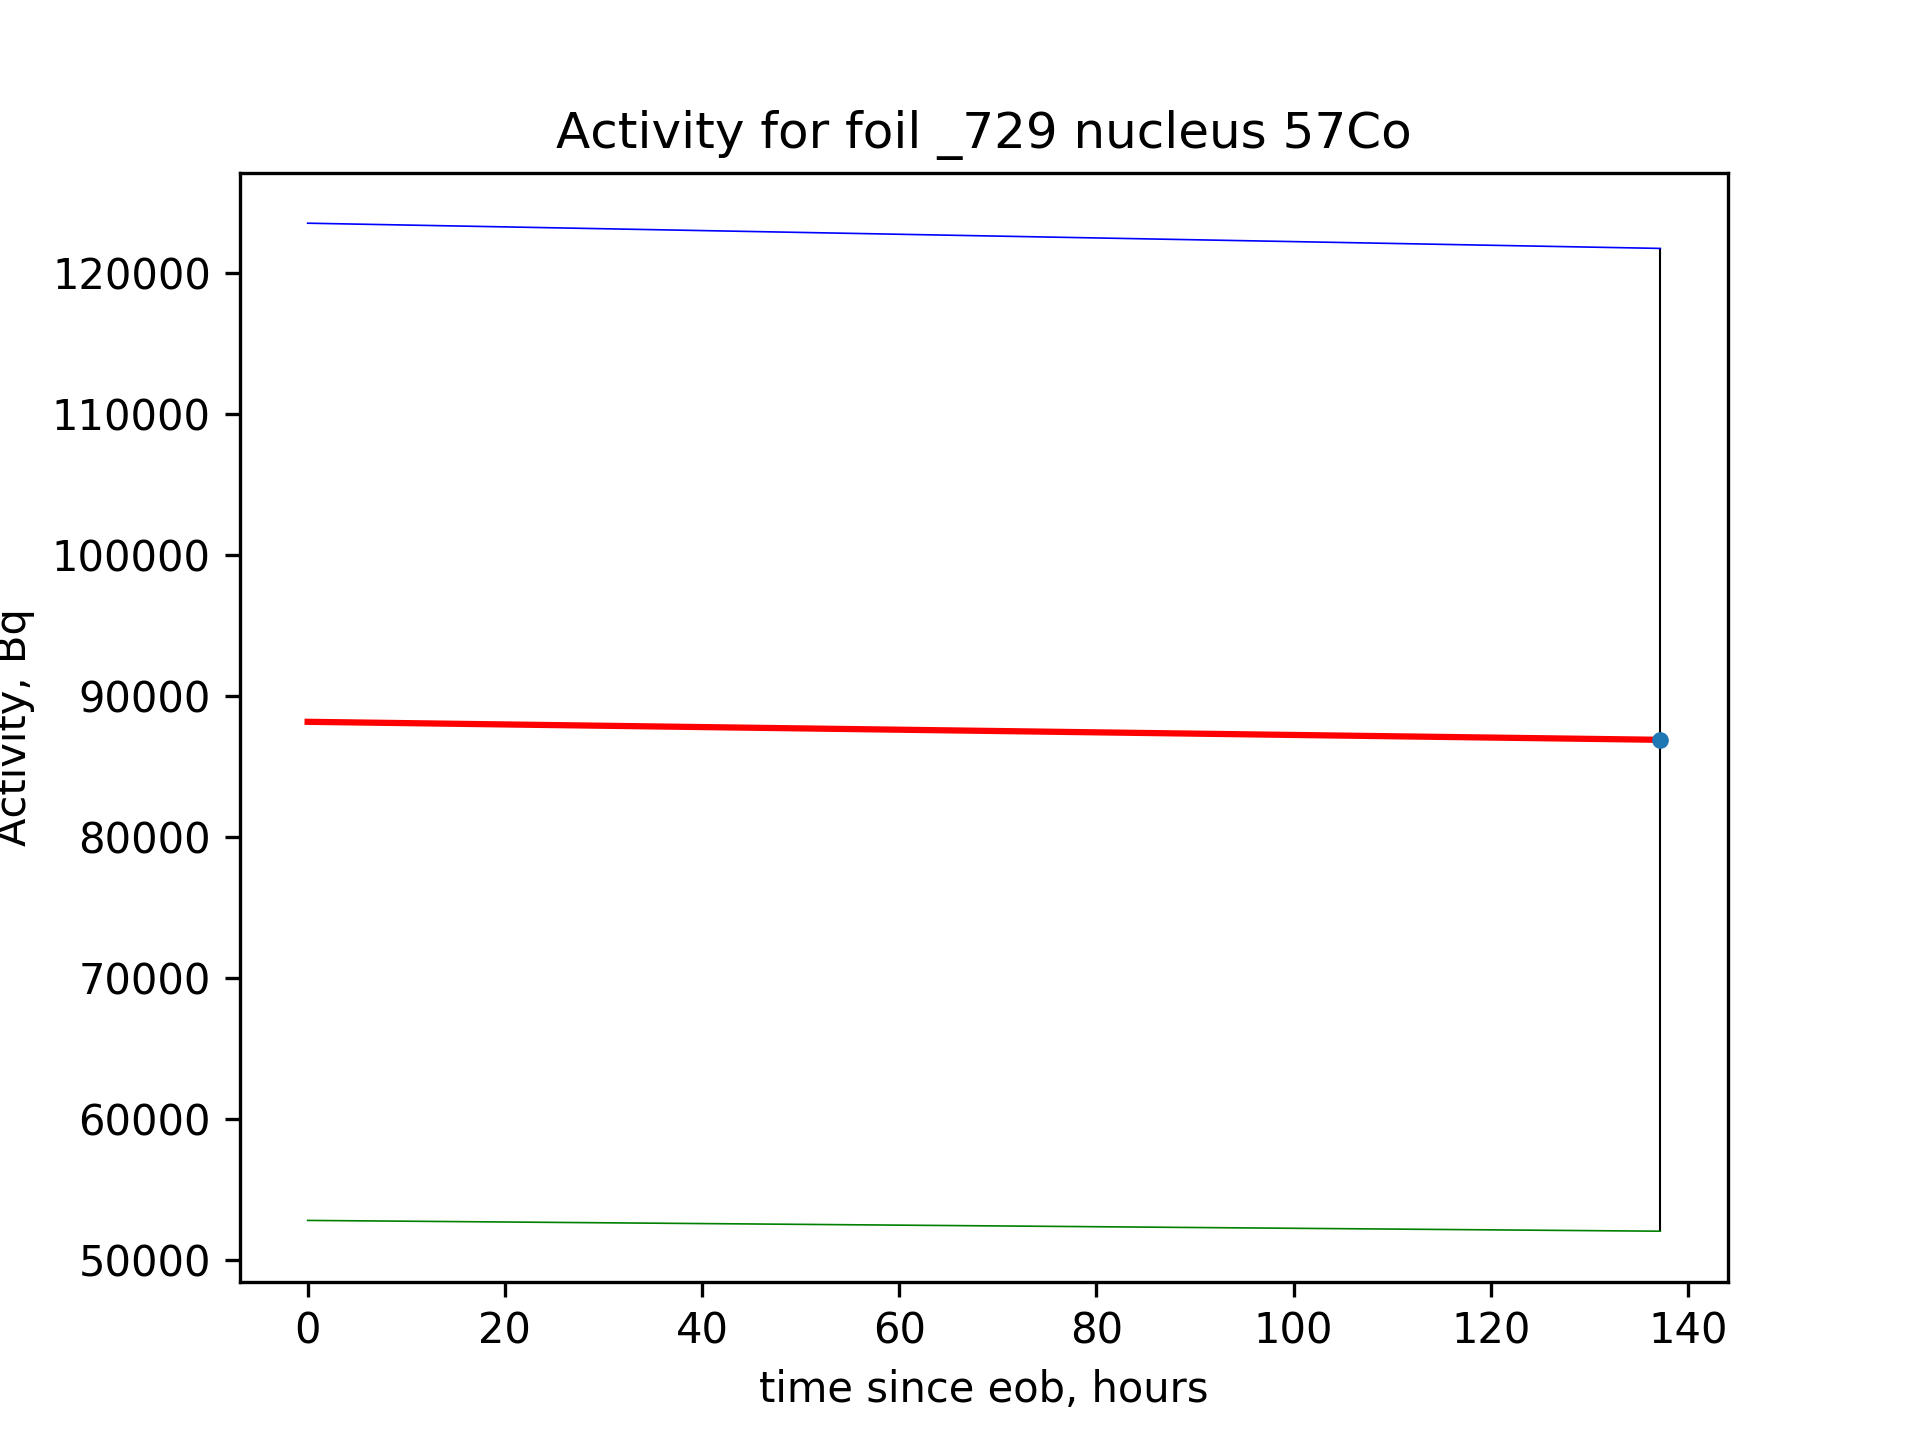 Activity for foil _729 nucleus 57Co
120000
110000
100000
90000
80000
70000
60000
50000
Activity, Bq
0 20 40 60 80 100 120 140
time since eob, hours